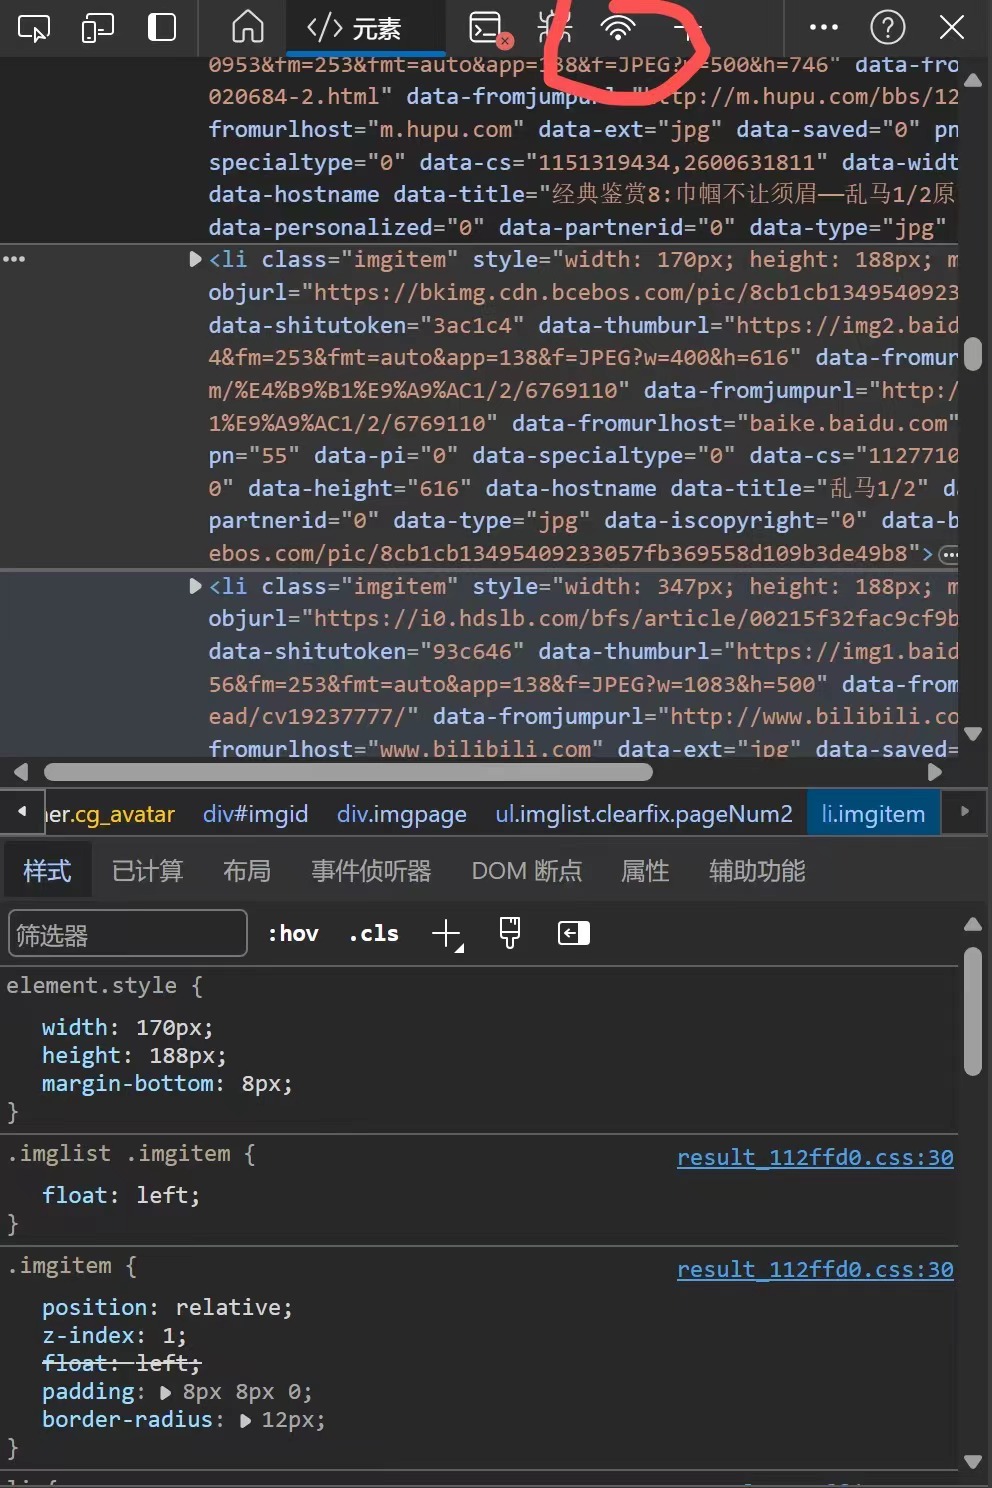 元素
0953&fm=253&fmt=auto&app=138&f=JPEG?w=500&h=746" data-fro
020684-2.html" data-fromjumpurl="http://m.hupu.com/bbs/12
fromurlhost="m.hupu.com" data-ext="jpg" data-saved="0" pn
specialtype="0" data-cs="1151319434,2600631811" data-widt
data-hostname data-title="经典鉴赏8:巾帼不让须眉——乱马1/2原
data-personalized="0" data-partnerid="0" data-type="jpg"
<li class="imgitem" style="width: 170px; height: 188px; m
objurl="https://bkimg.cdn.bcebos.com/pic/8cb1cb1349540923
data-shitutoken="3ac1c4" data-thumburl="https://img2.baid
4&fm=253&fmt=auto&app=138&f=JPEG?w=400&h=616" data-fromur
m/%E4%B9%B1%E9%A9%AC1/2/6769110" data-fromjumpurl="http:/
1%E9%A9%AC1/2/6769110" data-fromurlhost="baike.baidu.com"
pn="55" data-pi="0" data-specialtype="0" data-cs="1127710
0" data-height="616" data-hostname data-title="乱马1/2" d
partnerid="0" data-type="jpg" data-iscopyright="0" data-b
ebos.com/pic/8cb1cb13495409233057fb369558d109b3de49b8">
<li class="imgitem" style="width: 347px; height: 188px; m
objurl="https://i0.hdslb.com/bfs/article/00215f32fac9cf9b
data-shitutoken="93c646" data-thumburl="https://img1.baid
56&fm=253&fmt=auto&app=138&f=JPEG?w=1083&h=500" data-from
ead/cv19237777/" data-fromjumpurl="http://www.bilibili.co
fromurlhost="www.bilibili.com" data-ext="jpg" data-saved=
er.cg_avatar div#imgid div.imgpage ul.imglist.clearfix.pageNum2 li.imgitem
样式 已计算 布局 事件侦听器 DOM 断点 属性 辅助功能
筛选器 :hov .cls
element.style {
width: 170px;
height: 188px;
margin-bottom: 8px;
}
.imglist .imgitem { result_112ffd0.css:30
float: left;
}
.imgitem { result_112ffd0.css:30
position: relative;
z-index: 1;
float: left;
padding: 8px 8px 0;
border-radius: 12px;
}